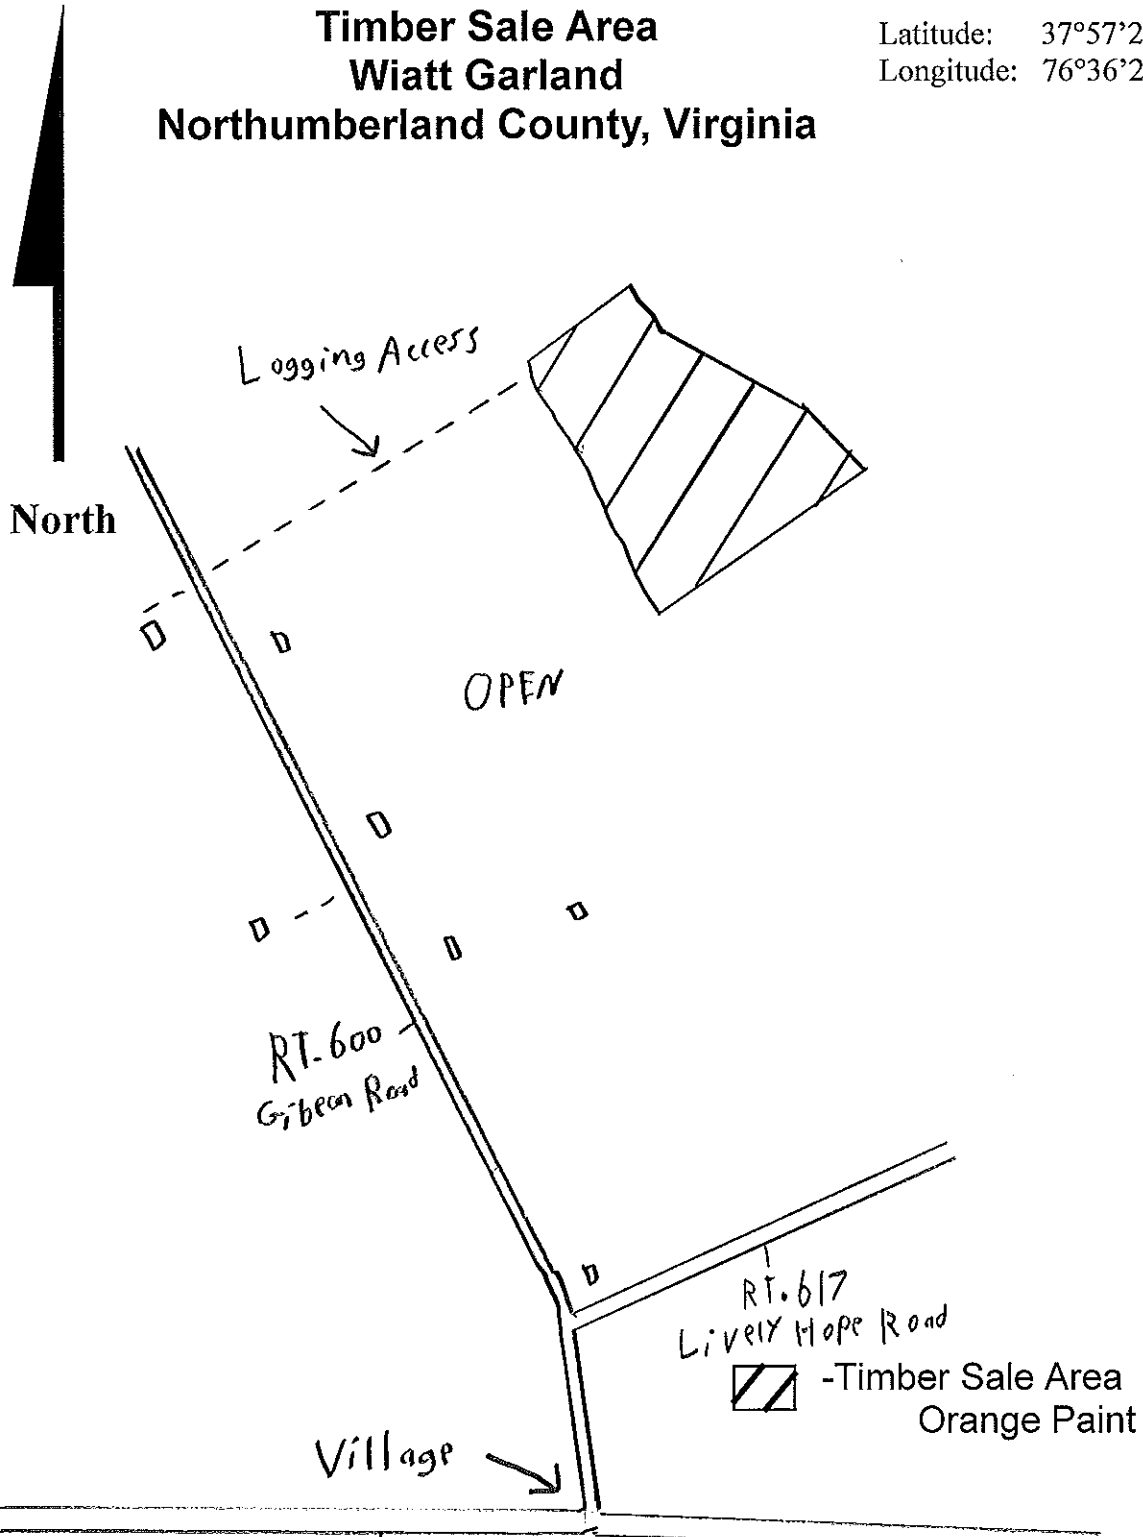 Timber Sale Area
Wiatt Garland
Northumberland County, Virginia
Latitude: 37°57'2
Longitude: 76°36'2
Logging Access
North
OPEN
RT-600
Gibeon Road
RT.617
Lively Hope Road
-Timber Sale Area
Orange Paint
Village